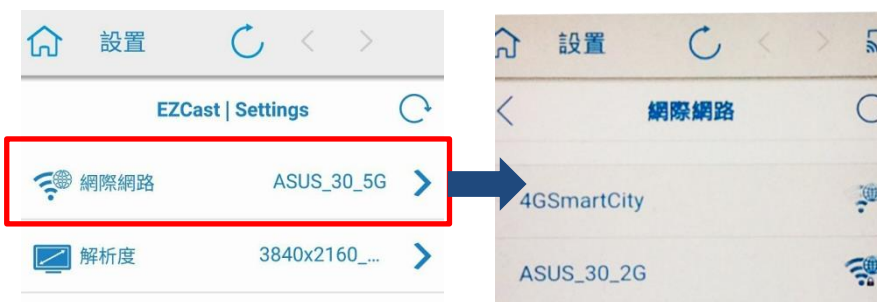 設置
EZCast | Settings
網際網路 ASUS_30_5G
解析度 3840x2160_...
設置
網際網路
4GSmartCity
ASUS_30_2G